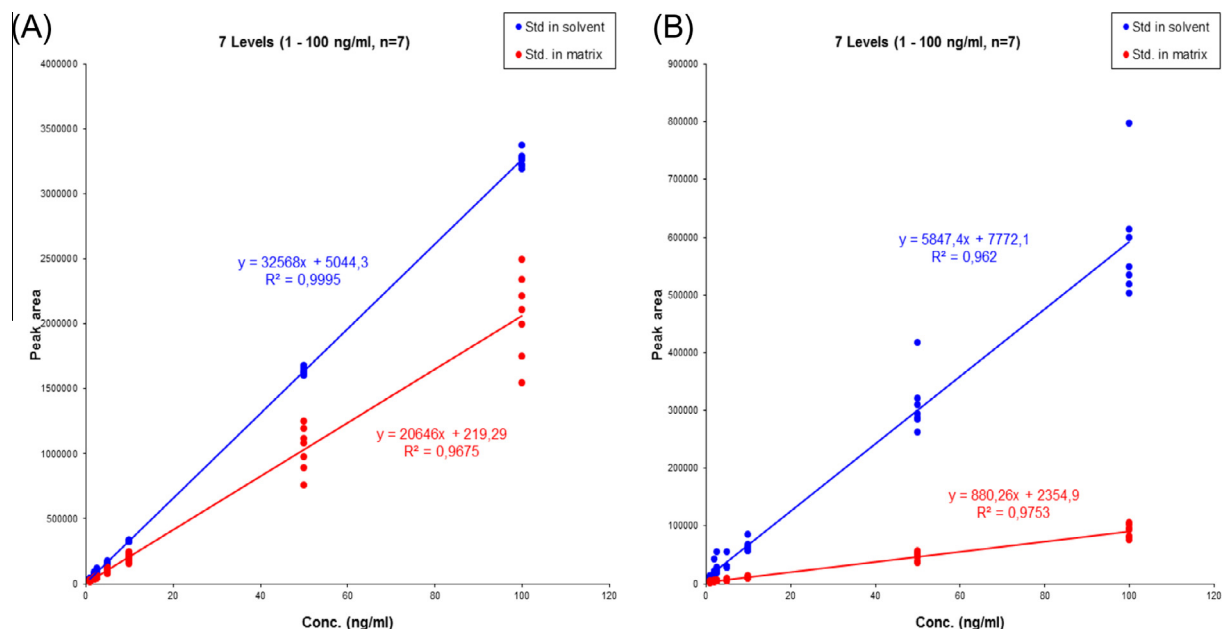 (A)
7 Levels (1 - 100 ng/ml, n=7)
Std in solvent
Std. in matrix
4000000
3500000
3000000
2500000
2000000
1500000
1000000
500000
0
Peak area
y = 32568x + 5044,3
R² = 0,9995
y = 20646x + 219,29
R² = 0,9675
0 20 40 60 80 100 120
Conc. (ng/ml)
(B)
7 Levels (1 - 100 ng/ml, n=7)
Std in solvent
Std. in matrix
900000
800000
700000
600000
500000
400000
300000
200000
100000
0
Peak area
y = 5847,4x + 7772,1
R² = 0,962
y = 880,26x + 2354,9
R² = 0,9753
0 20 40 60 80 100 120
Conc. (ng/ml)